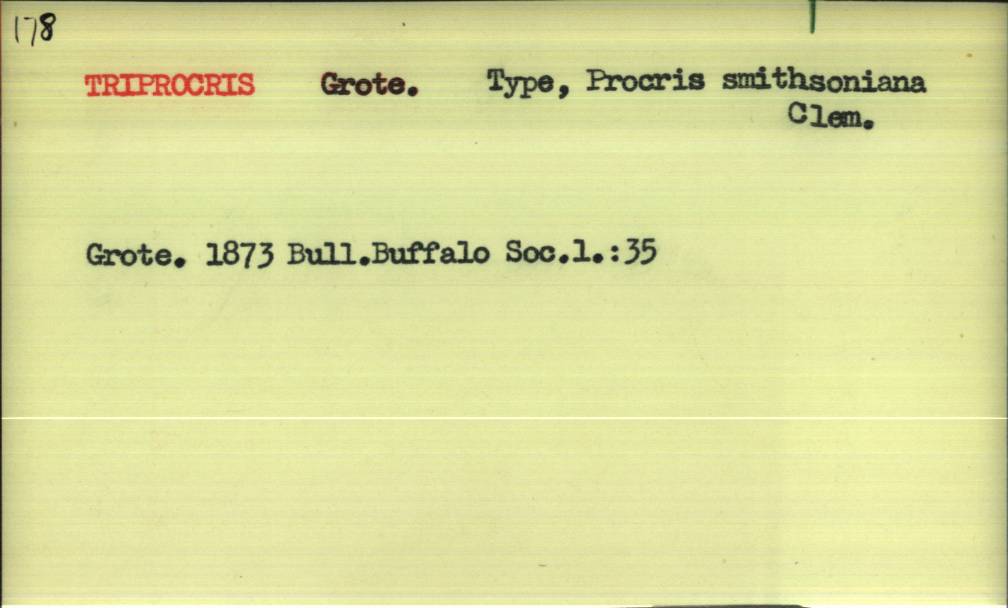 178
TRIPROCRIS Grote. Type, Procris smithsoniana
Clem.
Grote. 1873 Bull.Buffalo Soc.1.:35